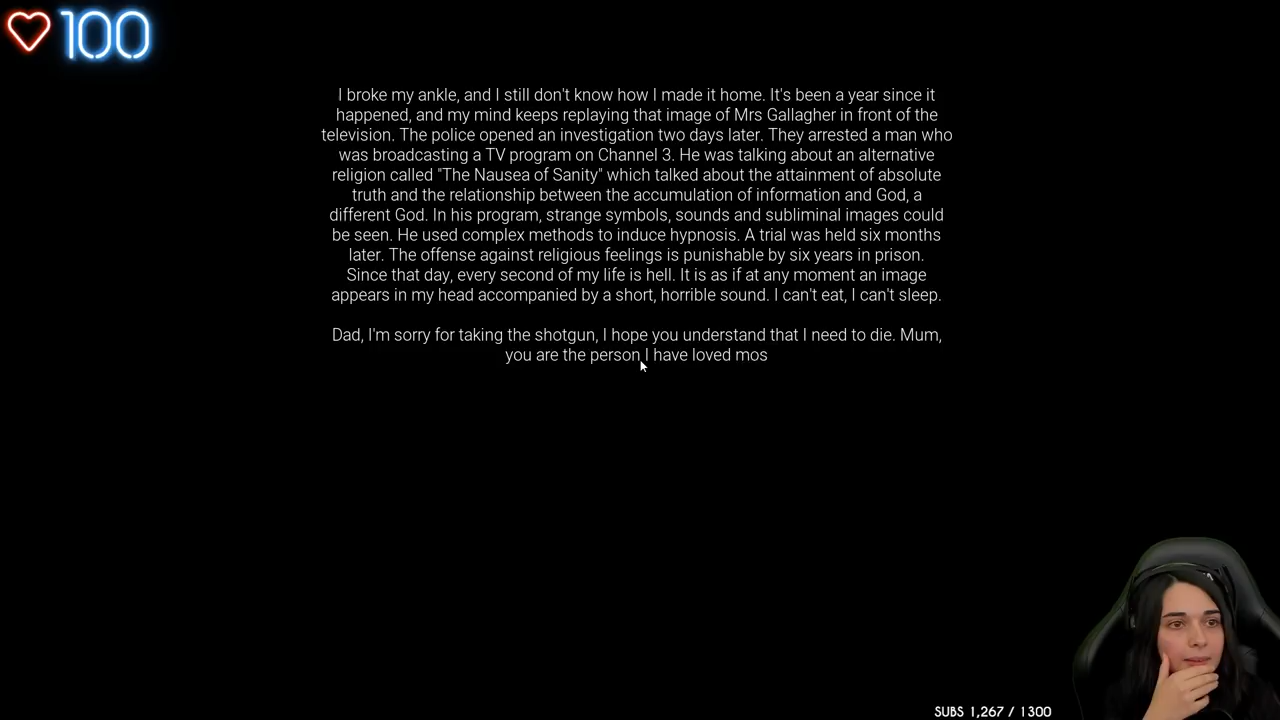 100
I broke my ankle, and I still don't know how I made it home. It's been a year since it
happened, and my mind keeps replaying that image of Mrs Gallagher in front of the
television. The police opened an investigation two days later. They arrested a man who
was broadcasting a TV program on Channel 3. He was talking about an alternative
religion called "The Nausea of Sanity" which talked about the attainment of absolute
truth and the relationship between the accumulation of information and God, a
different God. In his program, strange symbols, sounds and subliminal images could
be seen. He used complex methods to induce hypnosis. A trial was held six months
later. The offense against religious feelings is punishable by six years in prison.
Since that day, every second of my life is hell. It is as if at any moment an image
appears in my head accompanied by a short, horrible sound. I can't eat, I can't sleep.
Dad, I'm sorry for taking the shotgun, I hope you understand that I need to die. Mum,
you are the person I have loved mos
SUBS 1,267 / 1300